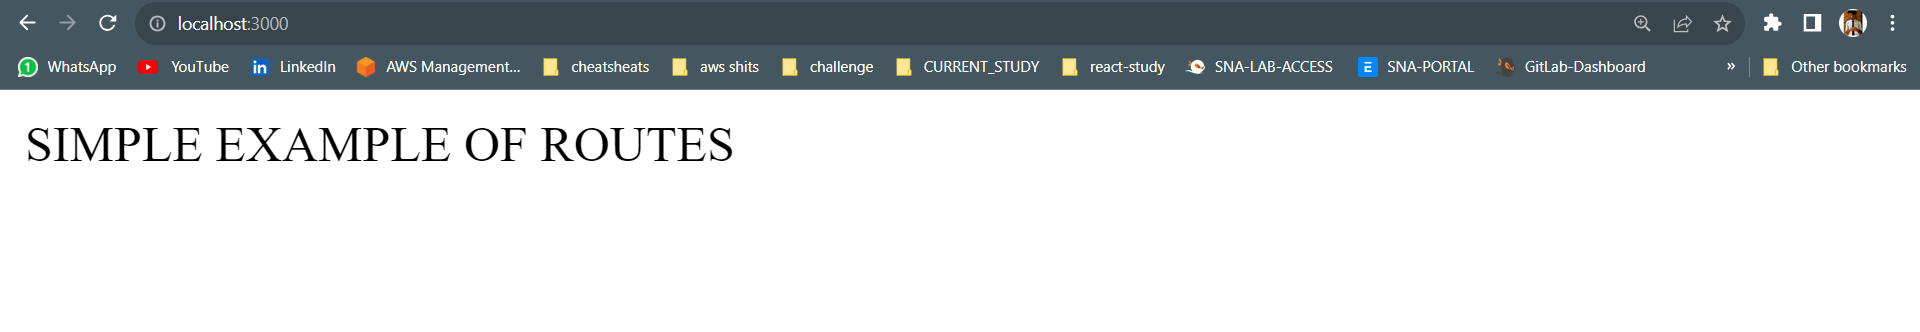 localhost:3000
WhatsApp YouTube LinkedIn AWS Management... cheatsheats aws shits challenge CURRENT_STUDY react-study SNA-LAB-ACCESS SNA-PORTAL GitLab-Dashboard » Other bookmarks
SIMPLE EXAMPLE OF ROUTES